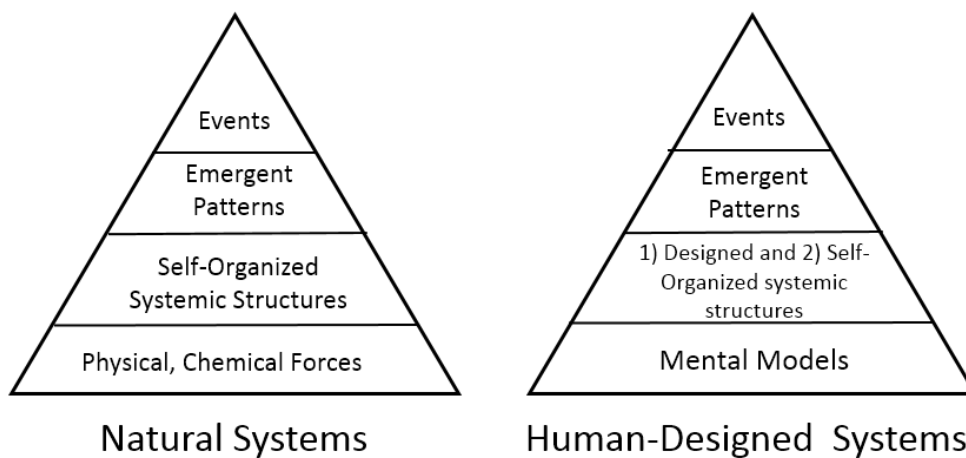 Events
Emergent
Patterns
Self-Organized
Systemic Structures
Physical, Chemical Forces
Natural Systems
Events
Emergent
Patterns
1) Designed and 2) Self-
Organized systemic
structures
Mental Models
Human-Designed Systems